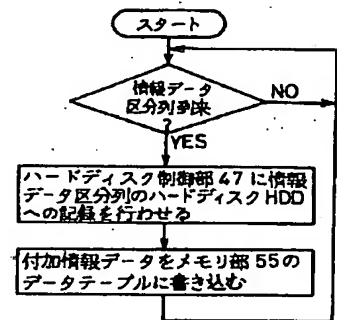 スタート
情報データ
区分列到来
?
NO
YES
ハードディスク制御部47に情報
データ区分列のハードディスクHDD
への記録を行わせる
付加情報データをメモリ部55の
データテーブルに書き込む